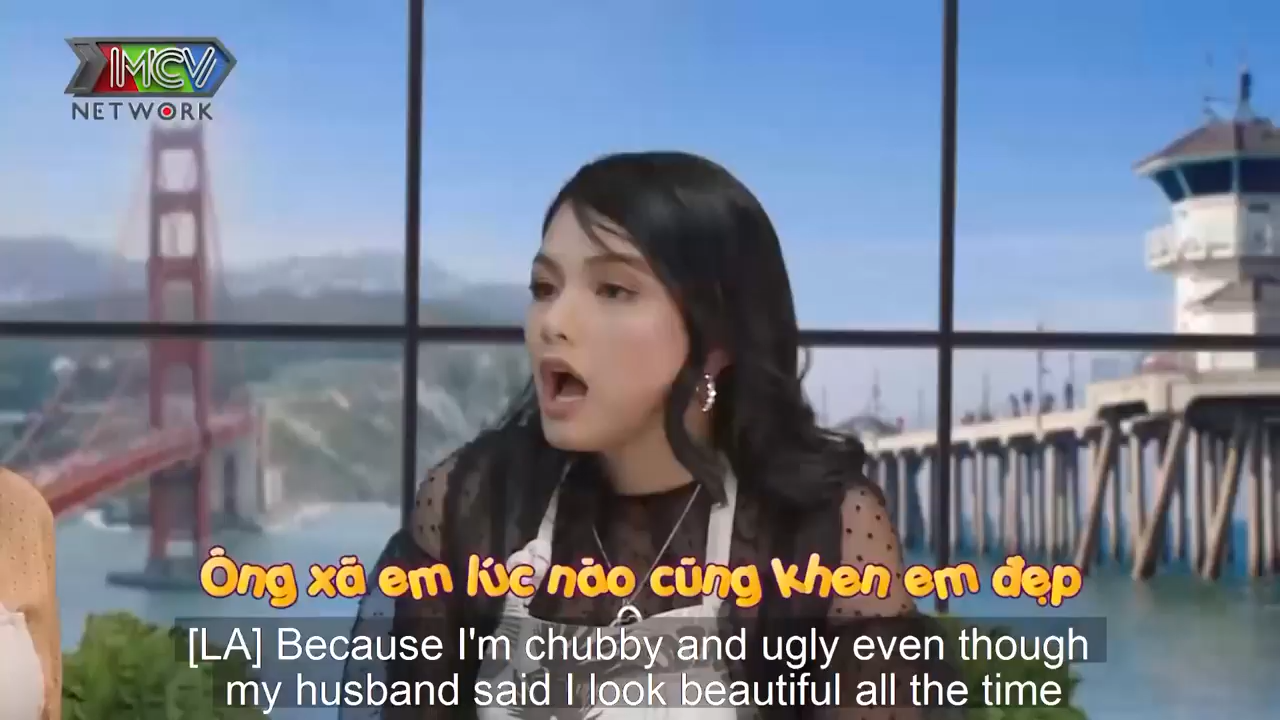 MCV
NETWORK
Ông xã em lúc nào cũng khen em đẹp
[LA] Because I'm chubby and ugly even though
my husband said I look beautiful all the time